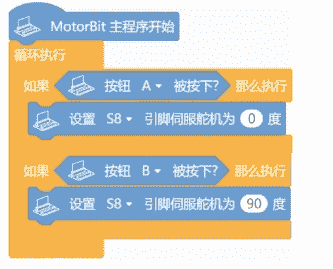 MotorBit 主程序开始
循环执行
如果 按钮 A 被按下? 那么执行
设置 S8 引脚伺服舵机为 0 度
如果 按钮 B 被按下? 那么执行
设置 S8 引脚伺服舵机为 90 度